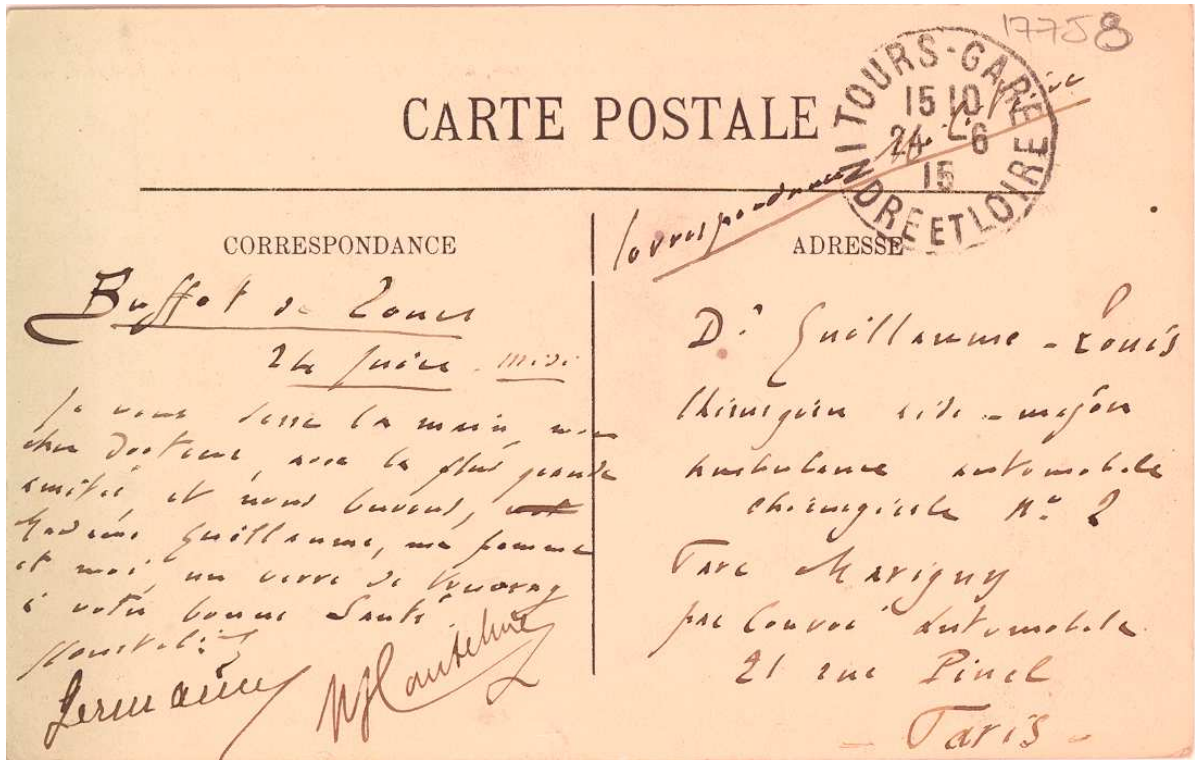 17758
CARTE POSTALE
TOURS-GARE
15 10
24 - 6
15
INDRE ET LOIRE
Correspondance
CORRESPONDANCE
ADRESSE
Buffet de Tours
24 Juin - midi
Je vous serre la main, mon
cher Docteur, avec la plus grande
amitié et nous buvons,
Madame Guillaume, ma femme
et moi, un verre de Vouvray
à votre bonne Santé
Germaine
Dr Guillaume-Louis
Chirurgien aide-major
Ambulance automobile
chirurgicale No 2
Parc Marigny
par Convoi Automobile
21 rue Pinel
- Paris -